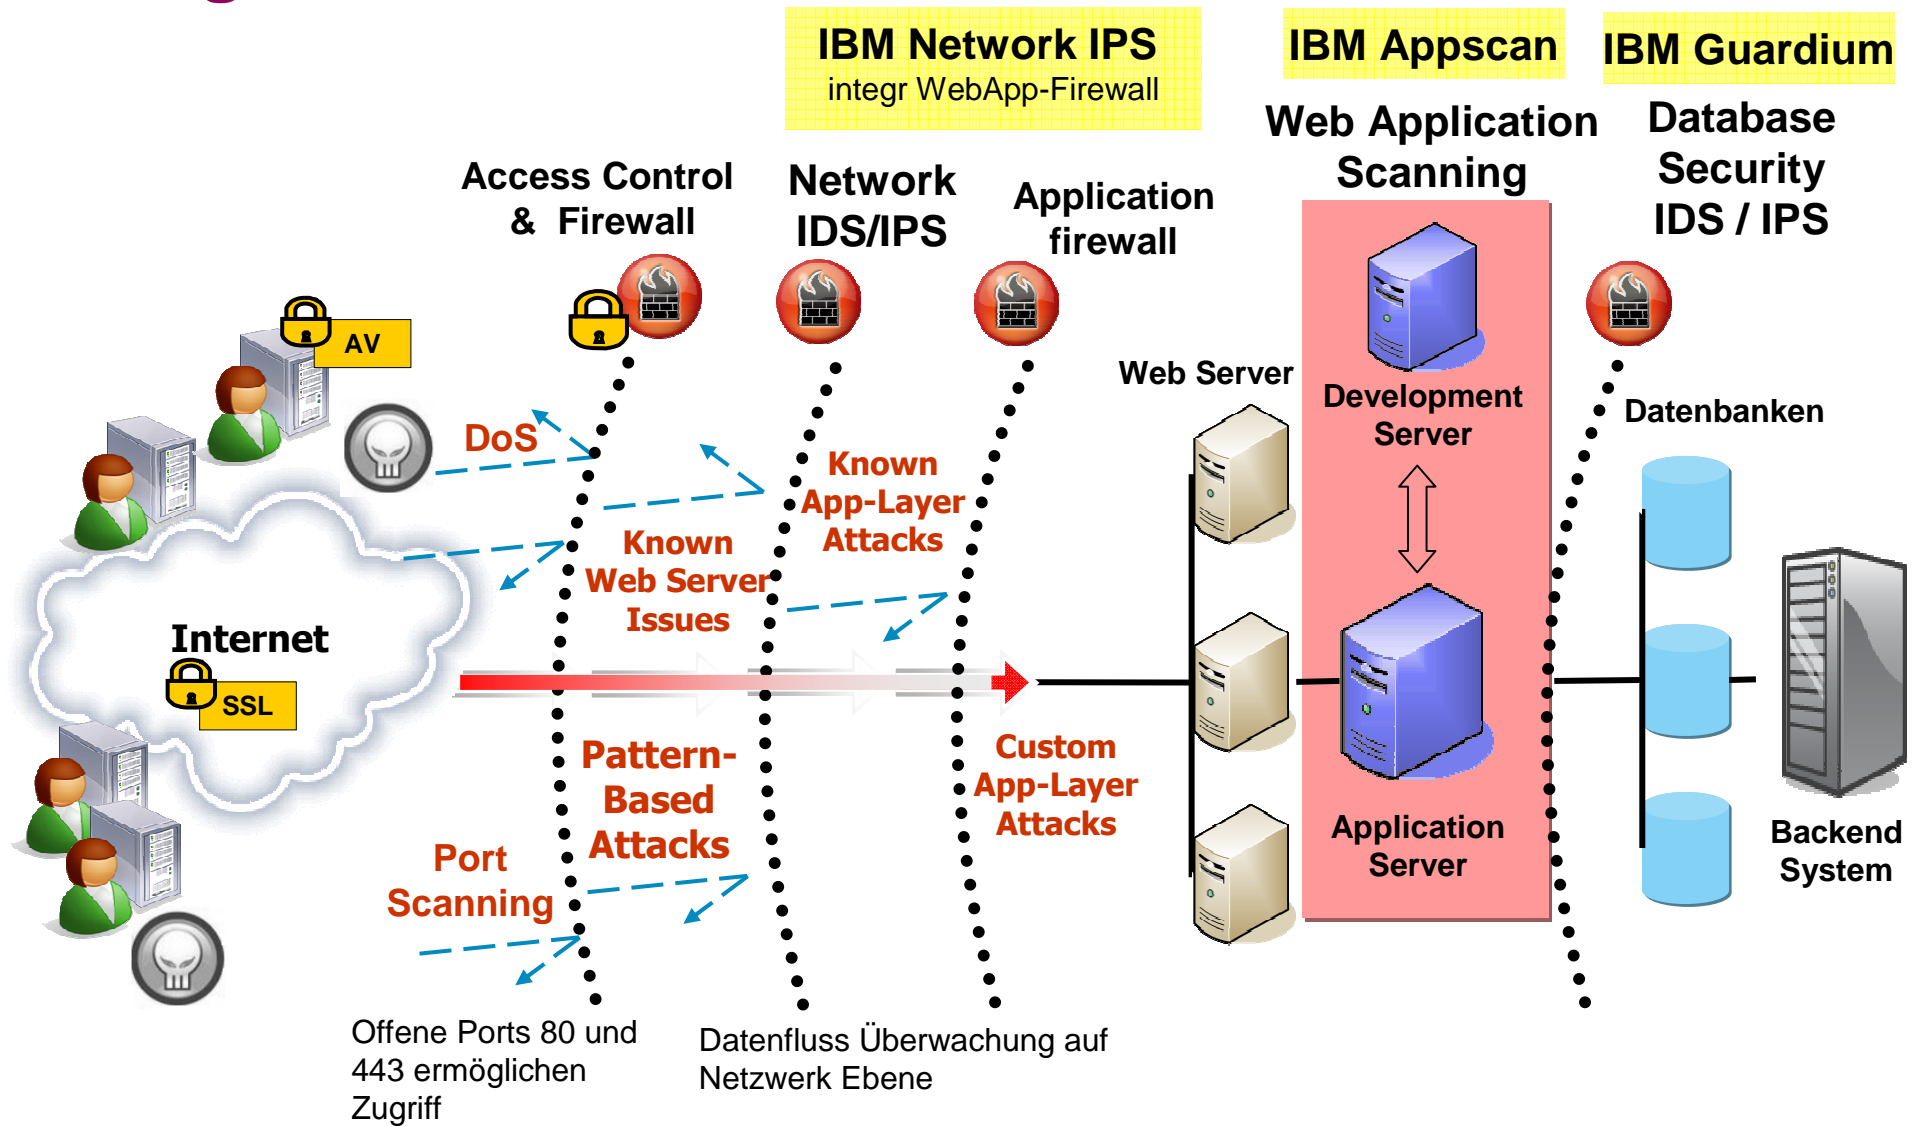 IBM Network IPS
integr WebApp-Firewall
IBM Appscan
IBM Guardium
Web Application
Scanning
Database
Security
IDS / IPS
Access Control
& Firewall
Network
IDS/IPS
Application
firewall
AV
DoS
Known
App-Layer
Attacks
Known
Web Server
Issues
Web Server
Development
Server
Datenbanken
Internet
SSL
Pattern-
Based
Attacks
Custom
App-Layer
Attacks
Port
Scanning
Application
Server
Backend
System
Offene Ports 80 und
443 ermöglichen
Zugriff
Datenfluss Überwachung auf
Netzwerk Ebene